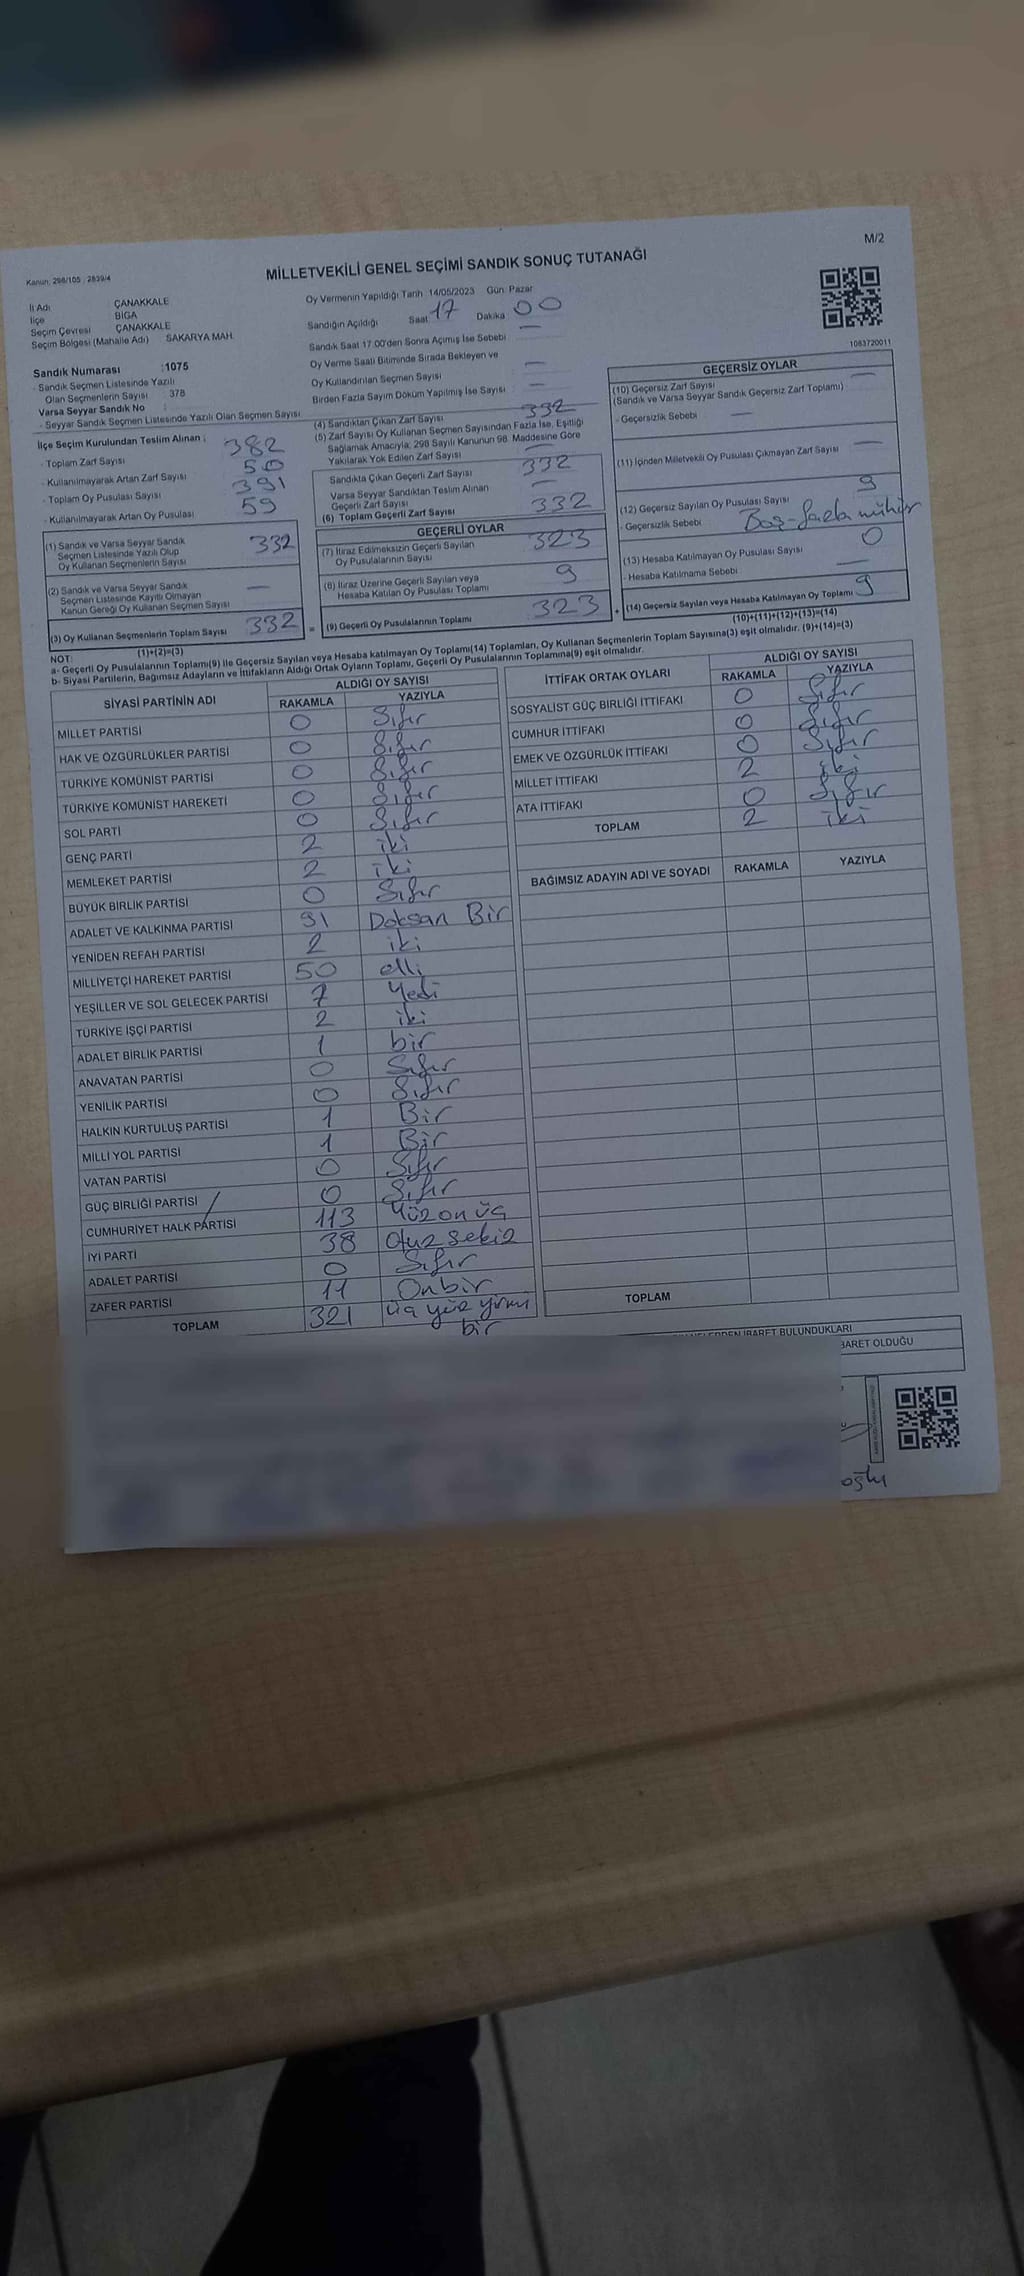 M/2
Kanun: 298/105 : 2839/4
MİLLETVEKİLİ GENEL SEÇİMİ SANDIK SONUÇ TUTANAĞI
İl Adı ÇANAKKALE
İlçe BİGA
Seçim Çevresi ÇANAKKALE
Seçim Bölgesi (Mahalle Adı) SAKARYA MAH.
Sandık Numarası :1075
- Sandık Seçmen Listesinde Yazılı
Olan Seçmenlerin Sayısı : 378
Varsa Seyyar Sandık No :
- Seyyar Sandık Seçmen Listesinde Yazılı Olan Seçmen Sayısı
İlçe Seçim Kurulundan Teslim Alınan ;
- Toplam Zarf Sayısı 382
- Kullanılmayarak Artan Zarf Sayısı 50
- Toplam Oy Pusulası Sayısı 391
- Kullanılmayarak Artan Oy Pusulası 59
(1) Sandık ve Varsa Seyyar Sandık
Seçmen Listesinde Yazılı Olup
Oy Kullanan Seçmenlerin Sayısı 332
(2) Sandık ve Varsa Seyyar Sandık
Seçmen Listesinde Kayıtlı Olmayan
Kanun Gereği Oy Kullanan Seçmen Sayısı —
(3) Oy Kullanan Seçmenlerin Toplam Sayısı 332
(1)+(2)=(3)
Oy Vermenin Yapıldığı Tarih 14/05/2023 Gün: Pazar
Sandığın Açıldığı Saat 17 Dakika 00
Sandık Saat 17:00'den Sonra Açılmış İse Sebebi —
Oy Verme Saati Bitiminde Sırada Bekleyen ve
Oy Kullandırılan Seçmen Sayısı —
Birden Fazla Sayım Döküm Yapılmış İse Sayısı —
(4) Sandıktan Çıkan Zarf Sayısı 332
(5) Zarf Sayısı Oy Kullanan Seçmen Sayısından Fazla İse, Eşitliği
Sağlamak Amacıyla; 298 Sayılı Kanunun 98. Maddesine Göre
Yakılarak Yok Edilen Zarf Sayısı —
Sandıkta Çıkan Geçerli Zarf Sayısı 332
Varsa Seyyar Sandıktan Teslim Alınan
Geçerli Zarf Sayısı —
(6) Toplam Geçerli Zarf Sayısı 332
GEÇERLİ OYLAR
(7) İtiraz Edilmeksizin Geçerli Sayılan
Oy Pusulalarının Sayısı 323
(8) İtiraz Üzerine Geçerli Sayılan veya
Hesaba Katılan Oy Pusulası Toplamı 9
(9) Geçerli Oy Pusulalarının Toplamı 323
1063720011
GEÇERSİZ OYLAR
(10) Geçersiz Zarf Sayısı —
(Sandık ve Varsa Seyyar Sandık Geçersiz Zarf Toplamı)
- Geçersizlik Sebebi —
(11) İçinden Milletvekili Oy Pusulası Çıkmayan Zarf Sayısı —
(12) Geçersiz Sayılan Oy Pusulası Sayısı 9
- Geçersizlik Sebebi Boş-fazla mühür
(13) Hesaba Katılmayan Oy Pusulası Sayısı 0
- Hesaba Katılmama Sebebi —
(14) Geçersiz Sayılan veya Hesaba Katılmayan Oy Toplamı 9
(10)+(11)+(12)+(13)=(14)
NOT:
a- Geçerli Oy Pusulalarının Toplamı(9) ile Geçersiz Sayılan veya Hesaba katılmayan Oy Toplamı(14) Toplamları, Oy Kullanan Seçmenlerin Toplam Sayısına(3) eşit olmalıdır. (9)+(14)=(3)
b- Siyasi Partilerin, Bağımsız Adayların ve İttifakların Aldığı Ortak Oyların Toplamı, Geçerli Oy Pusulalarının Toplamına(9) eşit olmalıdır.
SİYASİ PARTİNİN ADI ALDIĞI OY SAYISI
RAKAMLA YAZIYLA
MİLLET PARTİSİ 0 Sıfır
HAK VE ÖZGÜRLÜKLER PARTİSİ 0 Sıfır
TÜRKİYE KOMÜNİST PARTİSİ 0 Sıfır
TÜRKİYE KOMÜNİST HAREKETİ 0 Sıfır
SOL PARTİ 0 Sıfır
GENÇ PARTİ 2 iki
MEMLEKET PARTİSİ 2 iki
BÜYÜK BİRLİK PARTİSİ 0 Sıfır
ADALET VE KALKINMA PARTİSİ 91 Doksan Bir
YENİDEN REFAH PARTİSİ 2 iki
MİLLİYETÇİ HAREKET PARTİSİ 50 elli
YEŞİLLER VE SOL GELECEK PARTİSİ 7 Yedi
TÜRKİYE İŞÇİ PARTİSİ 2 iki
ADALET BİRLİK PARTİSİ 1 bir
ANAVATAN PARTİSİ 0 Sıfır
YENİLİK PARTİSİ 0 Sıfır
HALKIN KURTULUŞ PARTİSİ 1 Bir
MİLLİ YOL PARTİSİ 1 Bir
VATAN PARTİSİ 0 Sıfır
GÜÇ BİRLİĞİ PARTİSİ 0 Sıfır
CUMHURİYET HALK PARTİSİ 113 Yüz on üç
İYİ PARTİ 38 Otuz sekiz
ADALET PARTİSİ 0 Sıfır
ZAFER PARTİSİ 11 Onbir
TOPLAM 321 üç yüz yirmi
bir
İTTİFAK ORTAK OYLARI ALDIĞI OY SAYISI
RAKAMLA YAZIYLA
SOSYALİST GÜÇ BİRLİĞİ İTTİFAKI 0 Sıfır
CUMHUR İTTİFAKI 0 Sıfır
EMEK VE ÖZGÜRLÜK İTTİFAKI 0 Sıfır
MİLLET İTTİFAKI 2 iki
ATA İTTİFAKI 0 Sıfır
TOPLAM 2 iki
BAĞIMSIZ ADAYIN ADI VE SOYADI RAKAMLA YAZIYLA
TOPLAM
İBARET BULUNDUKLARI
BARET OLDUĞU
oğlu